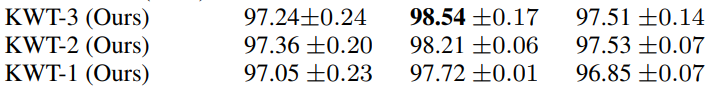 KWT-3 (Ours) 97.24±0.24 98.54 ±0.17 97.51 ±0.14
KWT-2 (Ours) 97.36 ±0.20 98.21 ±0.06 97.53 ±0.07
KWT-1 (Ours) 97.05 ±0.23 97.72 ±0.01 96.85 ±0.07